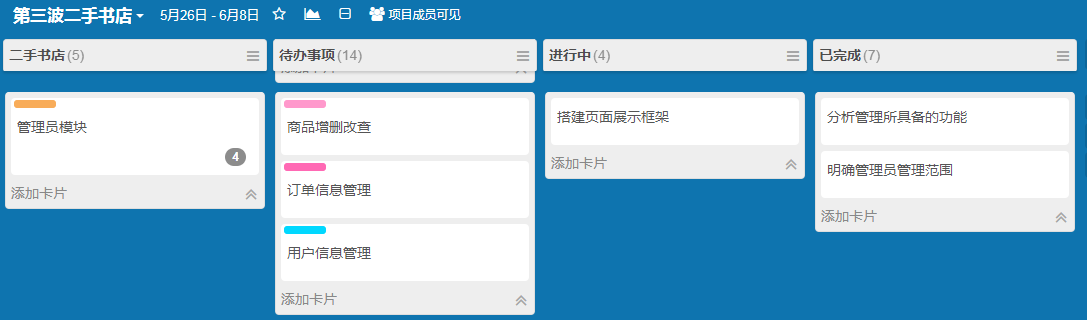 第三波二手书店 5月26日 - 6月8日 项目成员可见
二手书店(5) 待办事项(14) 进行中(4) 已完成(7)
添加卡片
管理员模块
4
添加卡片
商品增删改查
订单信息管理
用户信息管理
添加卡片
搭建页面展示框架
添加卡片
分析管理所具备的功能
明确管理员管理范围
添加卡片